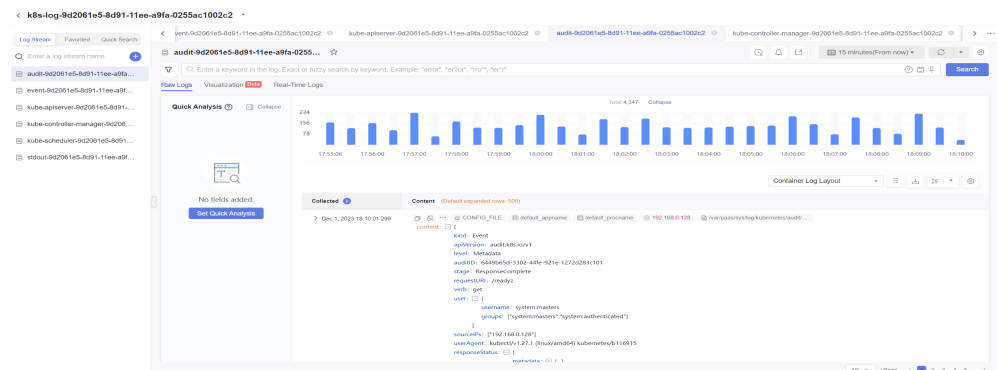 k8s-log-9d2061e5-8d91-11ee-a9fa-0255ac1002c2
Log Stream Favorited Quick Search
Enter a log stream name.
audit-9d2061e5-8d91-11ee-a9fa...
event-9d2061e5-8d91-11ee-a9f...
kube-apiserver-9d2061e5-8d91-...
kube-controller-manager-9d206...
kube-scheduler-9d2061e5-8d91...
stdout-9d2061e5-8d91-11ee-a9f...
vent-9d2061e5-8d91-11ee-a9fa-0255ac1002c2 kube-apiserver-9d2061e5-8d91-11ee-a9fa-0255ac1002c2 audit-9d2061e5-8d91-11ee-a9fa-0255ac1002c2 kube-controller-manager-9d2061e5-8d91-11ee-a9fa-0255ac1002c2
audit-9d2061e5-8d91-11ee-a9fa-0255... 15 minutes(From now)
Enter a keyword in the log. Exact or fuzzy search by keyword. Example: "error", "er?or", "rro*", "er*r" Search
Raw Logs Visualization Beta Real-Time Logs
Quick Analysis Collapse
Total:4,347 Collapse
234
156
78
17:55:06 17:56:00 17:57:00 17:58:00 17:59:00 18:00:00 18:01:00 18:02:00 18:03:00 18:04:00 18:05:00 18:06:00 18:07:00 18:08:00 18:09:00 18:10:00
No fields added.
Set Quick Analysis
Container Log Layout
Collected Content (Default expanded rows: 500)
Dec 1, 2023 18:10:01.299 CONFIG_FILE default_appname default_procname 192.168.0.128 /var/paas/sys/log/kubernetes/audit/...
content: {
kind: Event
apiVersion: audit.k8s.io/v1
level: Metadata
auditID: 6449b65d-3302-44fe-921e-1272d283c101
stage: ResponseComplete
requestURI: /readyz
verb: get
user: {
username: system:masters
groups: ["system:masters","system:authenticated"]
}
sourceIPs: ["192.168.0.128"]
userAgent: kubectl/v1.27.1 (linux/amd64) kubernetes/b116915
responseStatus: {
metadata: { }